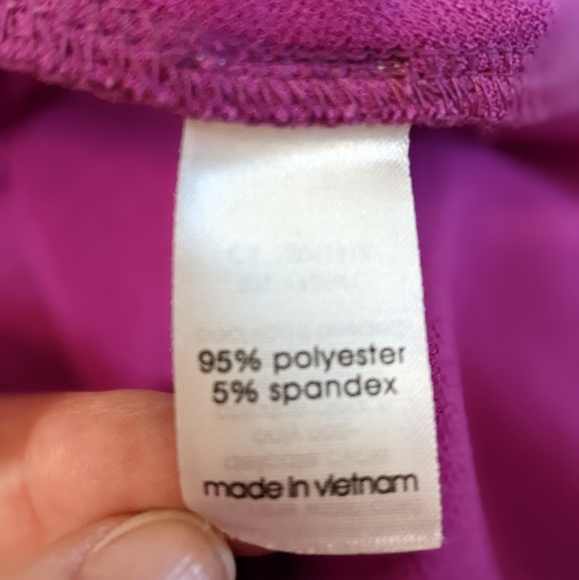 95% polyester
5% spandex
made in vietnam